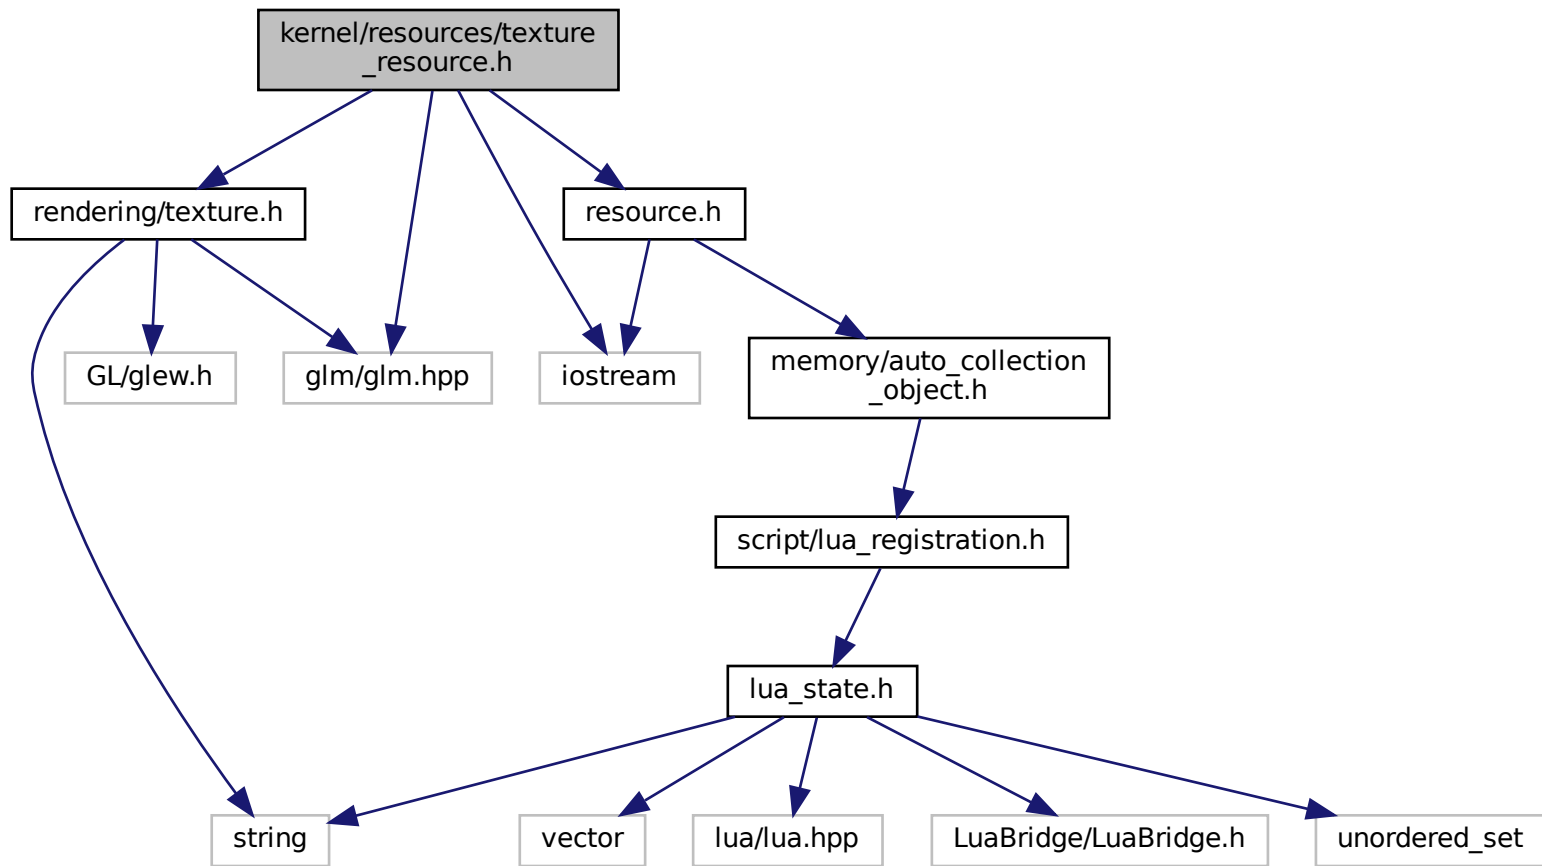 kernel/resources/texture
_resource.h
rendering/texture.h
resource.h
GL/glew.h
glm/glm.hpp
iostream
memory/auto_collection
_object.h
script/lua_registration.h
lua_state.h
string
vector
lua/lua.hpp
LuaBridge/LuaBridge.h
unordered_set